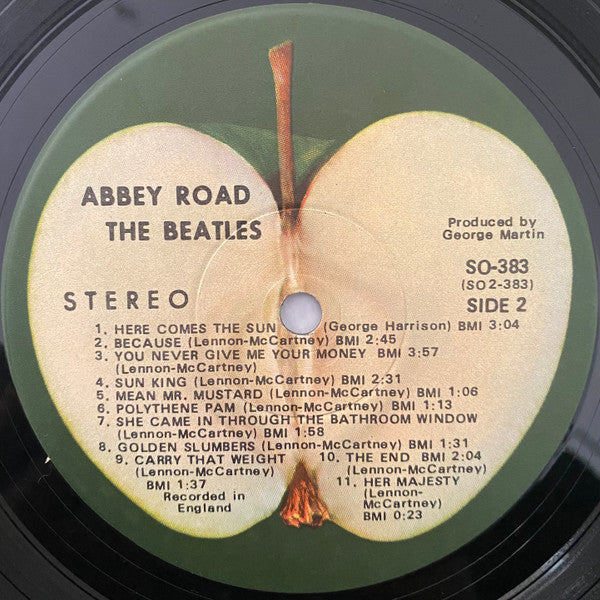 ABBEY ROAD
THE BEATLES
Produced by
George Martin
STEREO
SO-383
(SO2-383)
SIDE 2
1. HERE COMES THE SUN (George Harrison) BMI 3:04
2. BECAUSE (Lennon-McCartney) BMI 2:45
3. YOU NEVER GIVE ME YOUR MONEY BMI 3:57
(Lennon-McCartney)
4. SUN KING (Lennon-McCartney) BMI 2:31
5. MEAN MR. MUSTARD (Lennon-McCartney) BMI 1:06
6. POLYTHENE PAM (Lennon-McCartney) BMI 1:13
7. SHE CAME IN THROUGH THE BATHROOM WINDOW
(Lennon-McCartney) BMI 1:58
8. GOLDEN SLUMBERS (Lennon-McCartney) BMI 1:31
9. CARRY THAT WEIGHT
(Lennon-McCartney)
BMI 1:37
Recorded in
England
10. THE END BMI 2:04
(Lennon-McCartney)
11. HER MAJESTY
(Lennon-
McCartney)
BMI 0:23